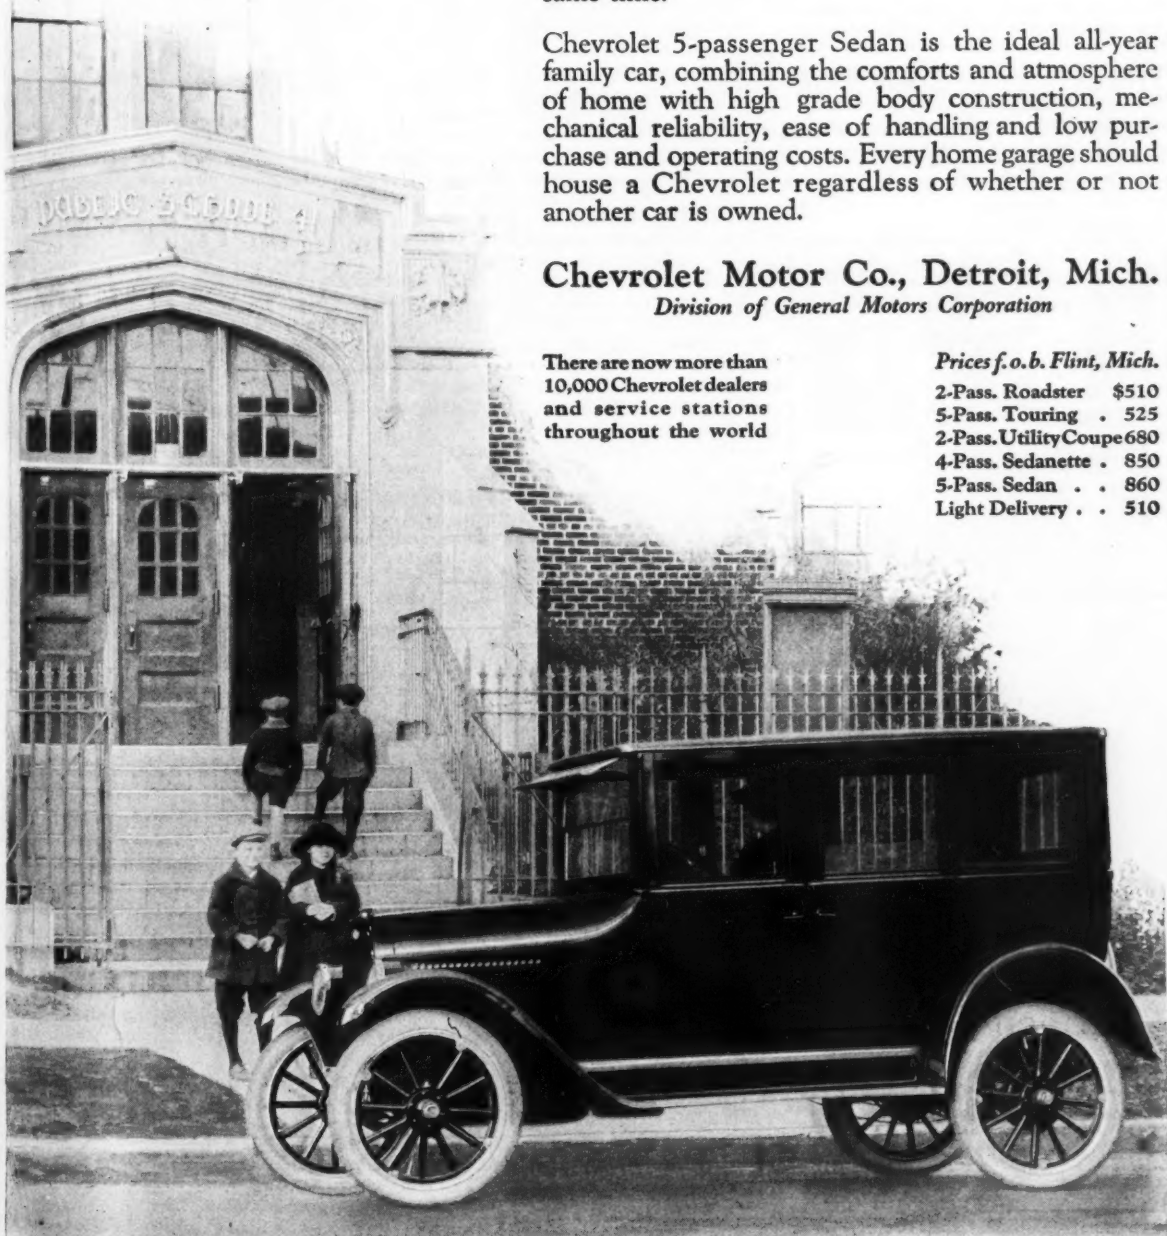 same time.
Chevrolet 5-passenger Sedan is the ideal all-year
family car, combining the comforts and atmosphere
of home with high grade body construction, me-
chanical reliability, ease of handling and low pur-
chase and operating costs. Every home garage should
house a Chevrolet regardless of whether or not
another car is owned.
Chevrolet Motor Co., Detroit, Mich.
Division of General Motors Corporation
There are now more than
10,000 Chevrolet dealers
and service stations
throughout the world
Prices f. o. b. Flint, Mich.
2-Pass. Roadster $510
5-Pass. Touring . 525
2-Pass. Utility Coupe 680
4-Pass. Sedanette . 850
5-Pass. Sedan . . 860
Light Delivery . . 510
PUBLIC · SCHOOL 41